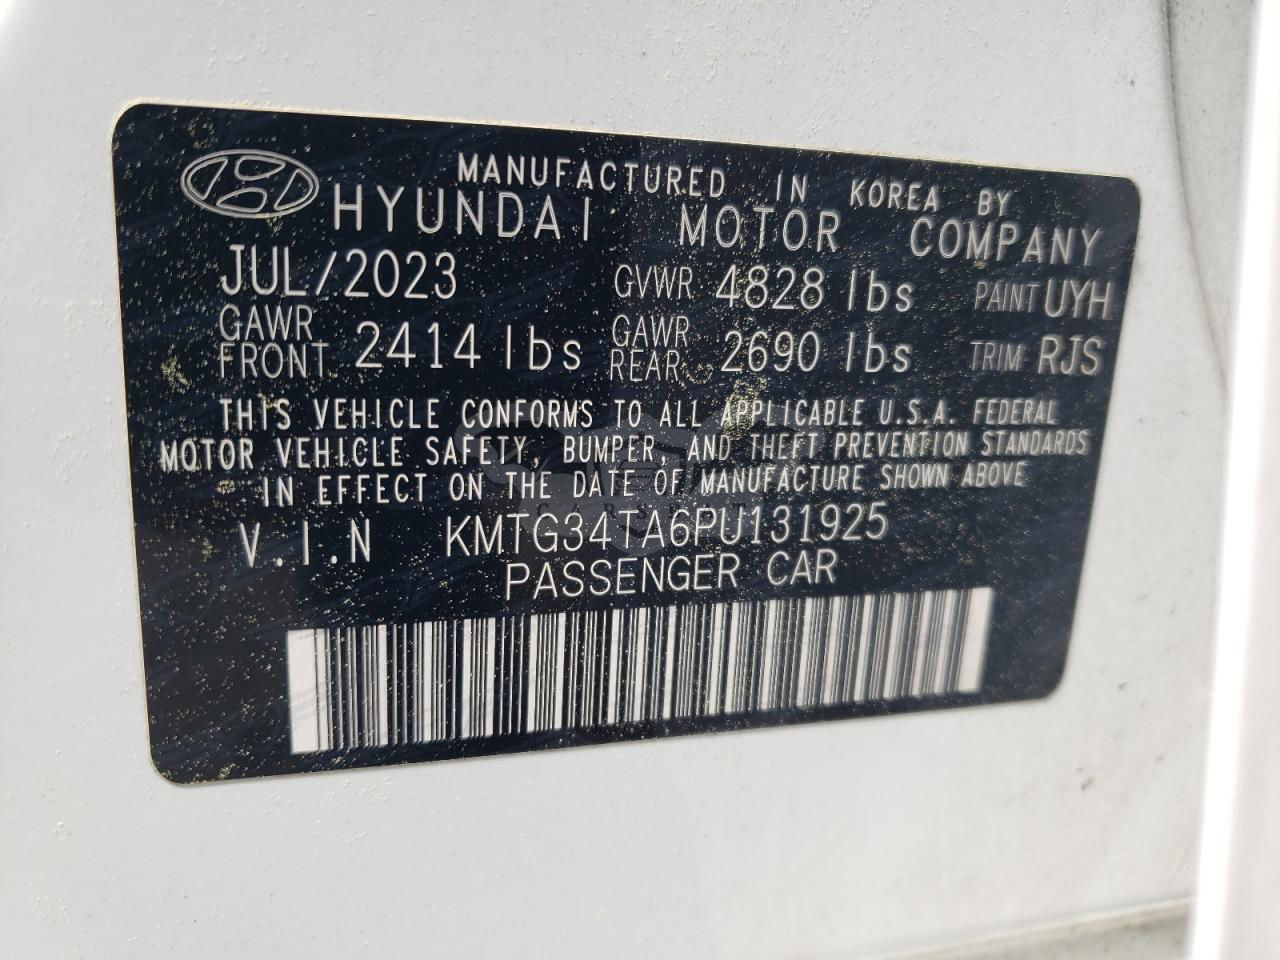 MANUFACTURED IN KOREA BY
HYUNDAI MOTOR COMPANY
JUL/2023 GVWR 4828 lbs PAINT UYH
GAWR FRONT 2414 lbs GAWR REAR 2690 lbs TRIM RJS
THIS VEHICLE CONFORMS TO ALL APPLICABLE U.S.A. FEDERAL
MOTOR VEHICLE SAFETY, BUMPER, AND THEFT PREVENTION STANDARDS
IN EFFECT ON THE DATE OF MANUFACTURE SHOWN ABOVE
V.I.N KMTG34TA6PU131925
PASSENGER CAR